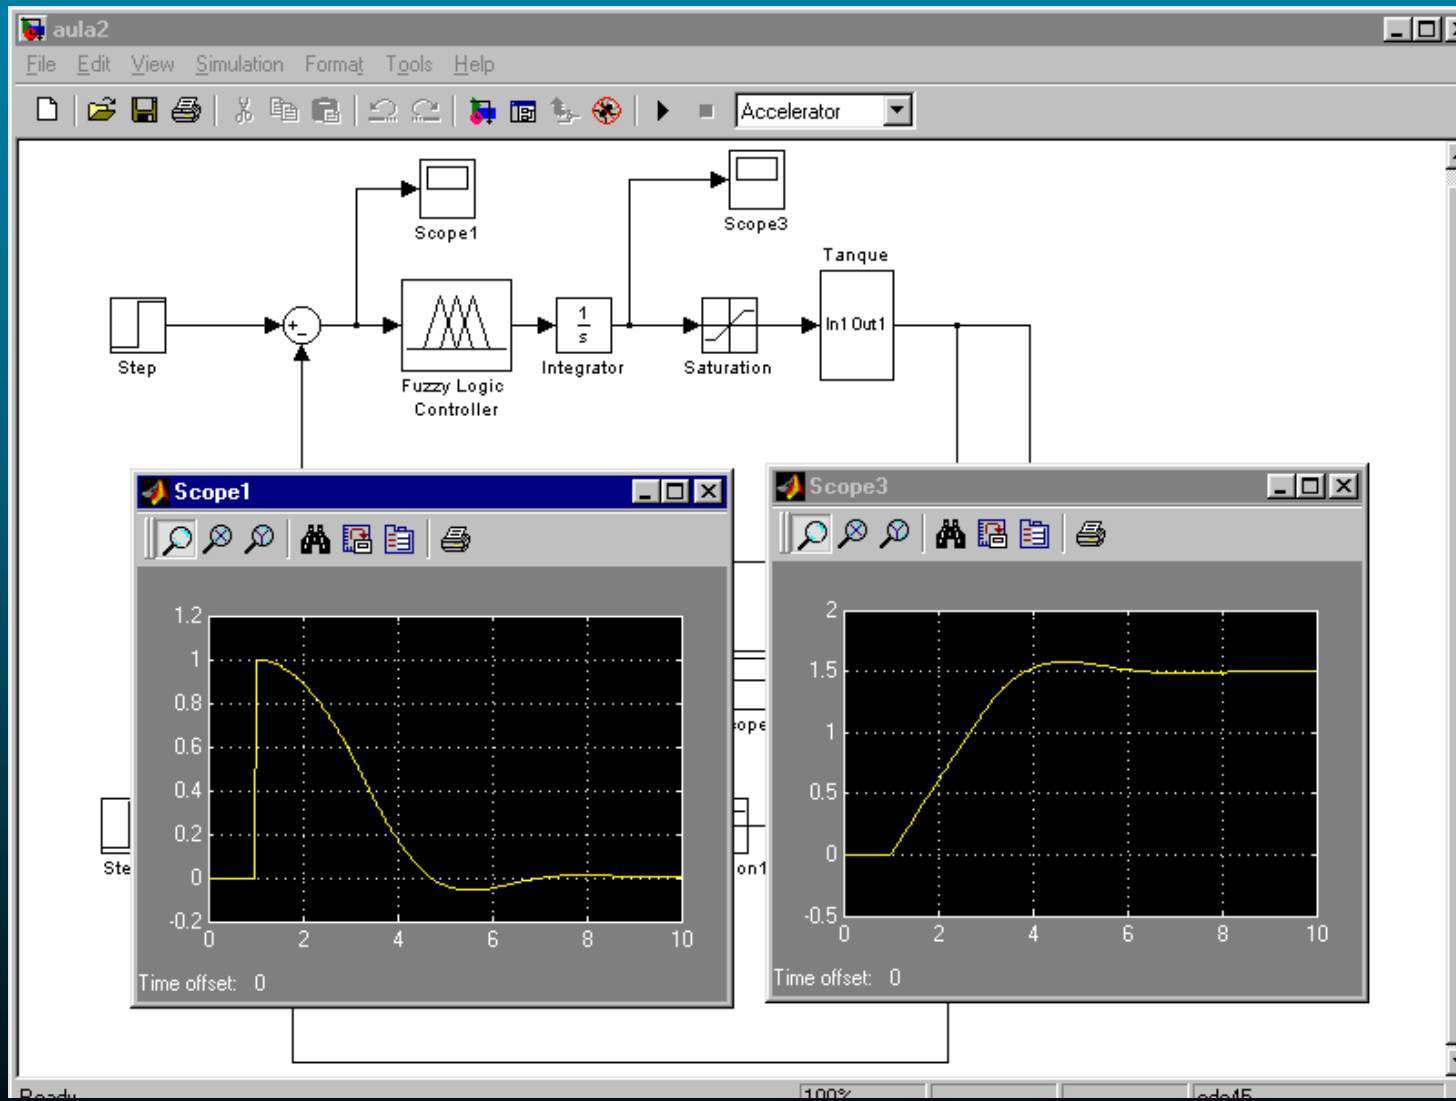 aula2
File Edit View Simulation Format Tools Help
Accelerator
Scope1
Scope3
Tanque
Step
+
-
Fuzzy Logic
Controller
1
s
Integrator
Saturation
In1 Out1
Scope1
1.2
1
0.8
0.6
0.4
0.2
0
-0.2
0 2 4 6 8 10
Time offset: 0
Scope3
2
1.5
1
0.5
0
-0.5
0 2 4 6 8 10
Time offset: 0
Ste
cope
on1
Ready 100% ode45